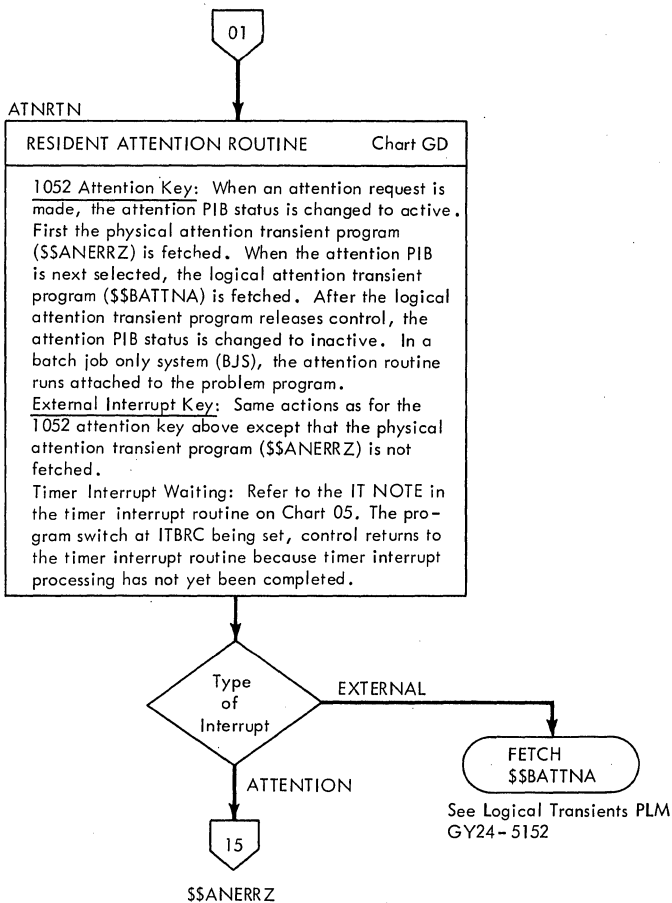 01
ATNRTN
RESIDENT ATTENTION ROUTINE Chart GD
1052 Attention Key: When an attention request is
made, the attention PIB status is changed to active.
First the physical attention transient program
($$ANERRZ) is fetched. When the attention PIB
is next selected, the logical attention transient
program ($$BATTNA) is fetched. After the logical
attention transient program releases control, the
attention PIB status is changed to inactive. In a
batch job only system (BJS), the attention routine
runs attached to the problem program.
External Interrupt Key: Same actions as for the
1052 attention key above except that the physical
attention transient program ($$ANERRZ) is not
fetched.
Timer Interrupt Waiting: Refer to the IT NOTE in
the timer interrupt routine on Chart 05. The pro-
gram switch at ITBRC being set, control returns to
the timer interrupt routine because timer interrupt
processing has not yet been completed.
Type
of
Interrupt
EXTERNAL
FETCH
$$BATTNA
See Logical Transients PLM
GY24-5152
ATTENTION
15
$$ANERRZ